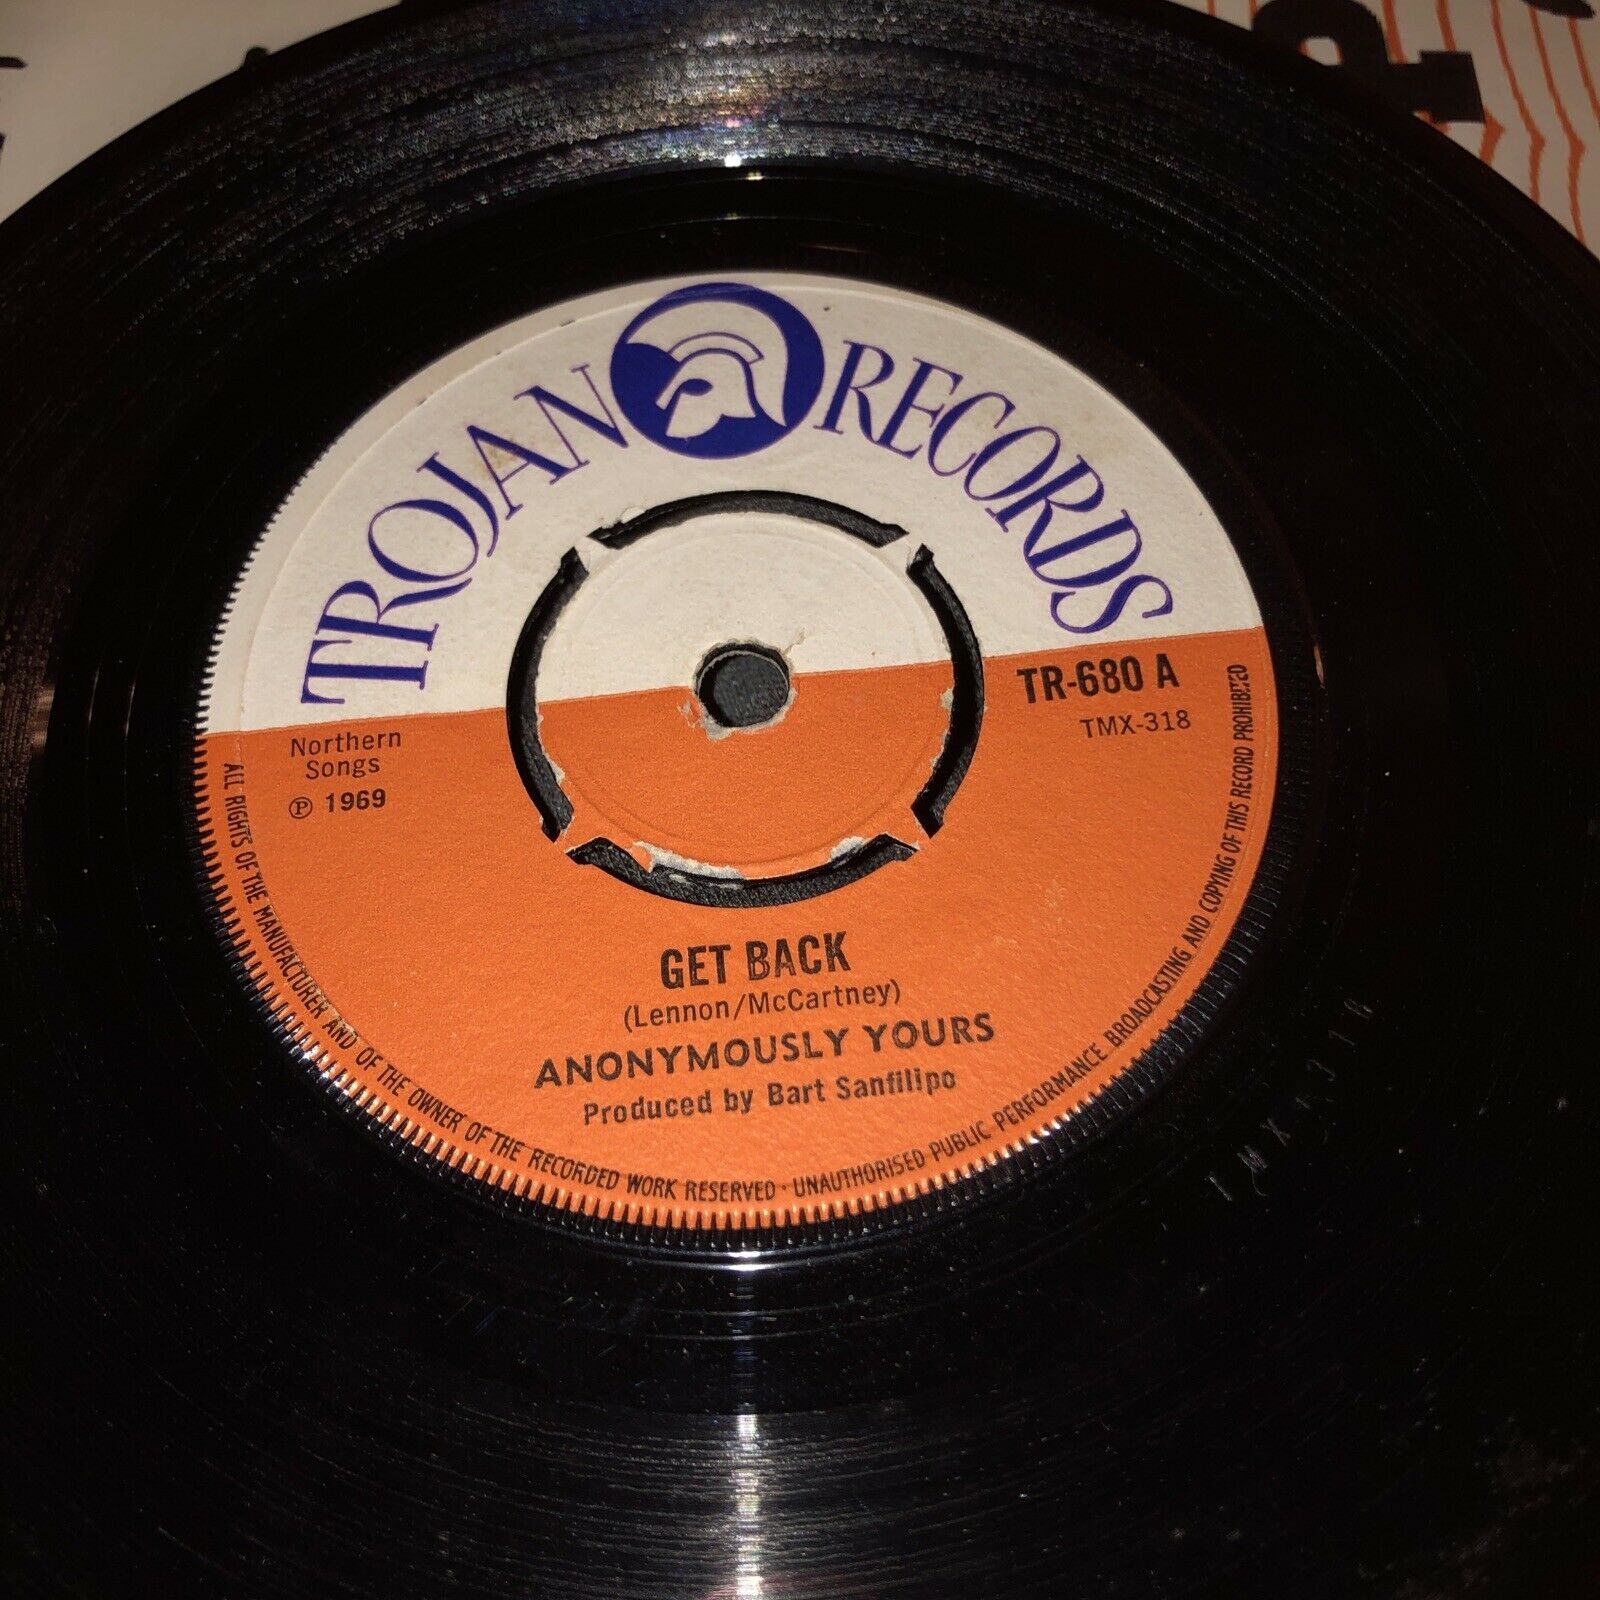 TROJAN RECORDS
TR-680 A
TMX-318
Northern
Songs
℗ 1969
GET BACK
(Lennon/McCartney)
ANONYMOUSLY YOURS
Produced by Bart Sanfilipo
ALL RIGHTS OF THE MANUFACTURER AND OF THE OWNER OF THE RECORDED WORK RESERVED · UNAUTHORISED PUBLIC PERFORMANCE BROADCASTING AND COPYING OF THIS RECORD PROHIBITED